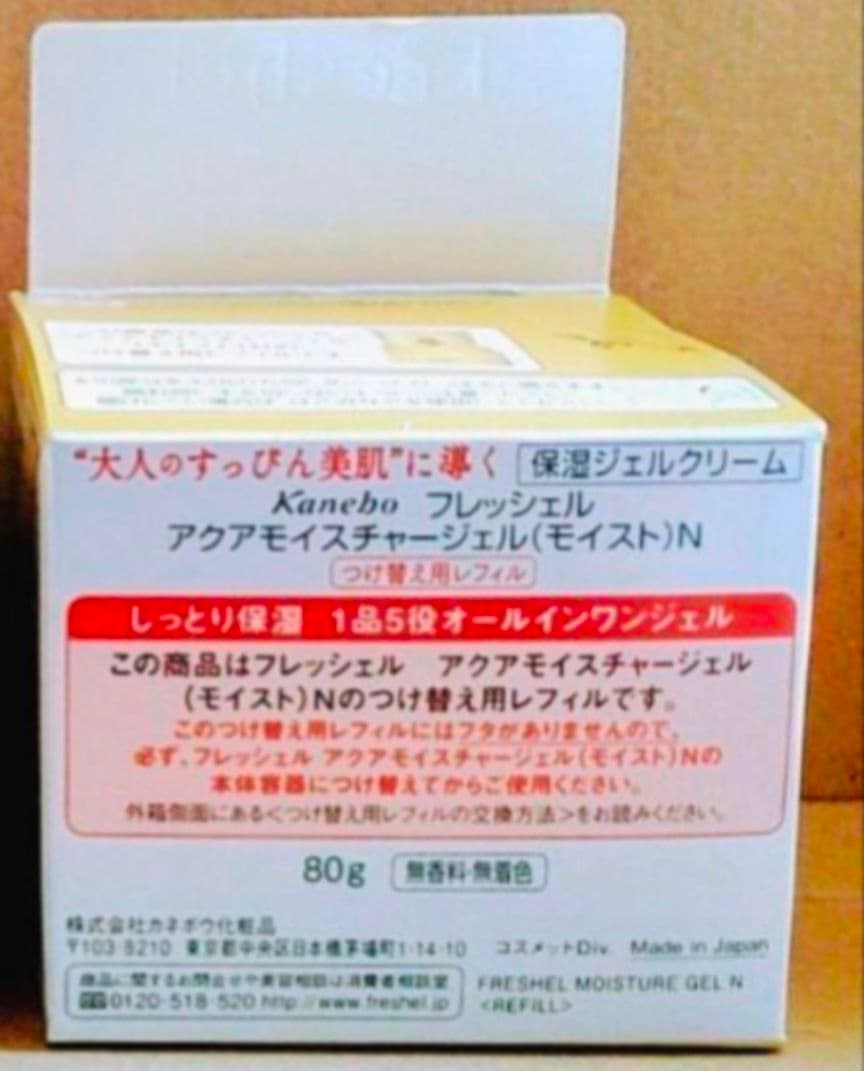 “大人のすっぴん美肌”に導く 保湿ジェルクリーム
Kanebo フレッシェル
アクアモイスチャージェル(モイスト)N
つけ替え用レフィル
しっとり保湿 1品5役オールインワンジェル
この商品はフレッシェル アクアモイスチャージェル
(モイスト)Nのつけ替え用レフィルです。
このつけ替え用レフィルにはフタがありませんので、
必ず、フレッシェル アクアモイスチャージェル(モイスト)Nの
本体容器につけ替えてからご使用ください。
外箱側面にある<つけ替え用レフィルの交換方法>をお読みください。
80g 無香料・無着色
株式会社カネボウ化粧品
〒103-8210 東京都中央区日本橋茅場町1-14-10 コスメットDiv. Made in Japan
商品に関するお問合せや美容相談は消費者相談室
0120-518-520 http://www.freshel.jp
FRESHEL MOISTURE GEL N
<REFILL>